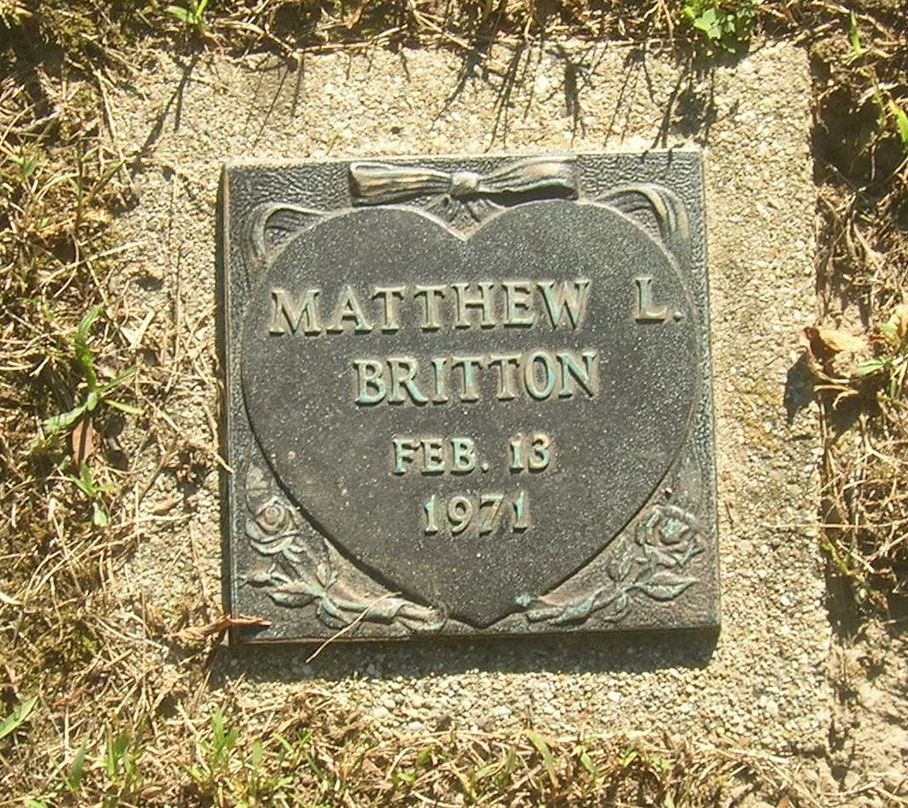 MATTHEW L.
BRITTON
FEB. 13
1971